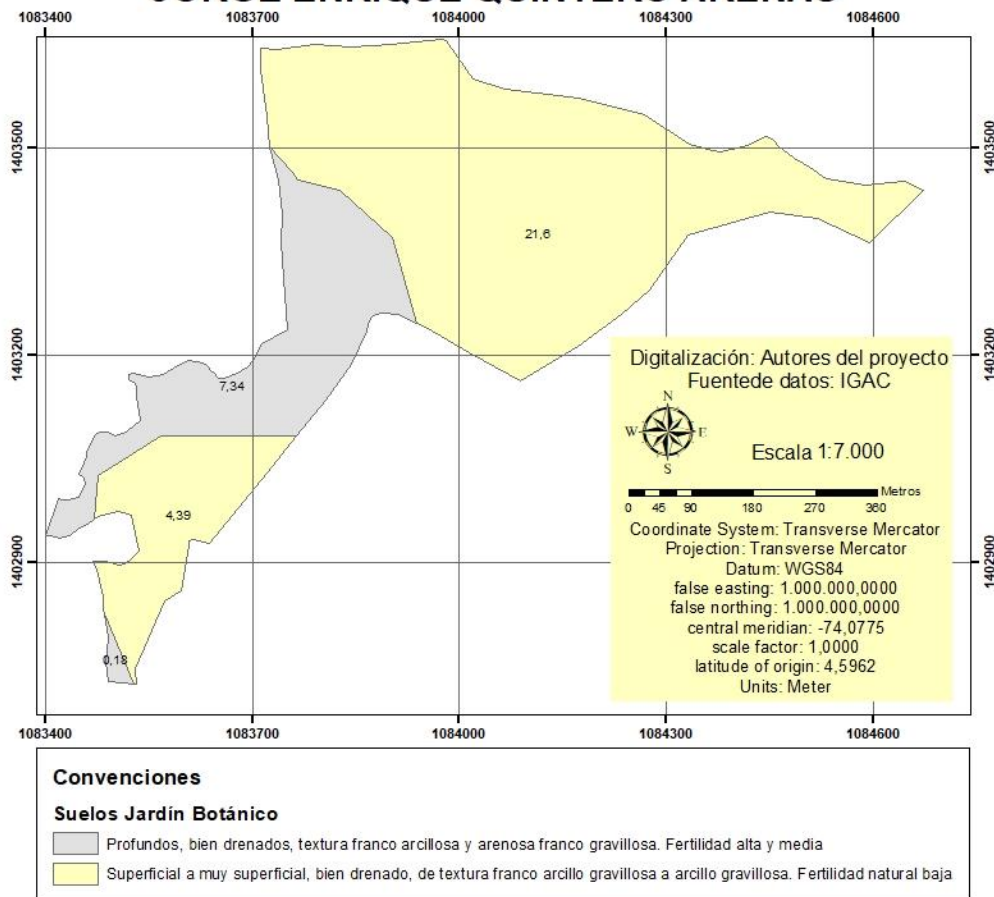 JORGE ENRIQUE QUINTERO
1083400 1083700 1084000 1084300 1084600
1403500 1403500
21,6
1403200 1403200
7,34
4,39
1402900 1402900
0,18
Digitalización: Autores del proyecto
Fuentede datos: IGAC
N
W E
S
Escala 1:7.000
Metros
0 45 90 180 270 360
Coordinate System: Transverse Mercator
Projection: Transverse Mercator
Datum: WGS84
false easting: 1.000.000,0000
false northing: 1.000.000,0000
central meridian: -74,0775
scale factor: 1,0000
latitude of origin: 4,5962
Units: Meter
1083400 1083700 1084000 1084300 1084600
Convenciones
Suelos Jardín Botánico
Profundos, bien drenados, textura franco arcillosa y arenosa franco gravillosa. Fertilidad alta y media
Superficial a muy superficial, bien drenado, de textura franco arcillo gravillosa a arcillo gravillosa. Fertilidad natural baja